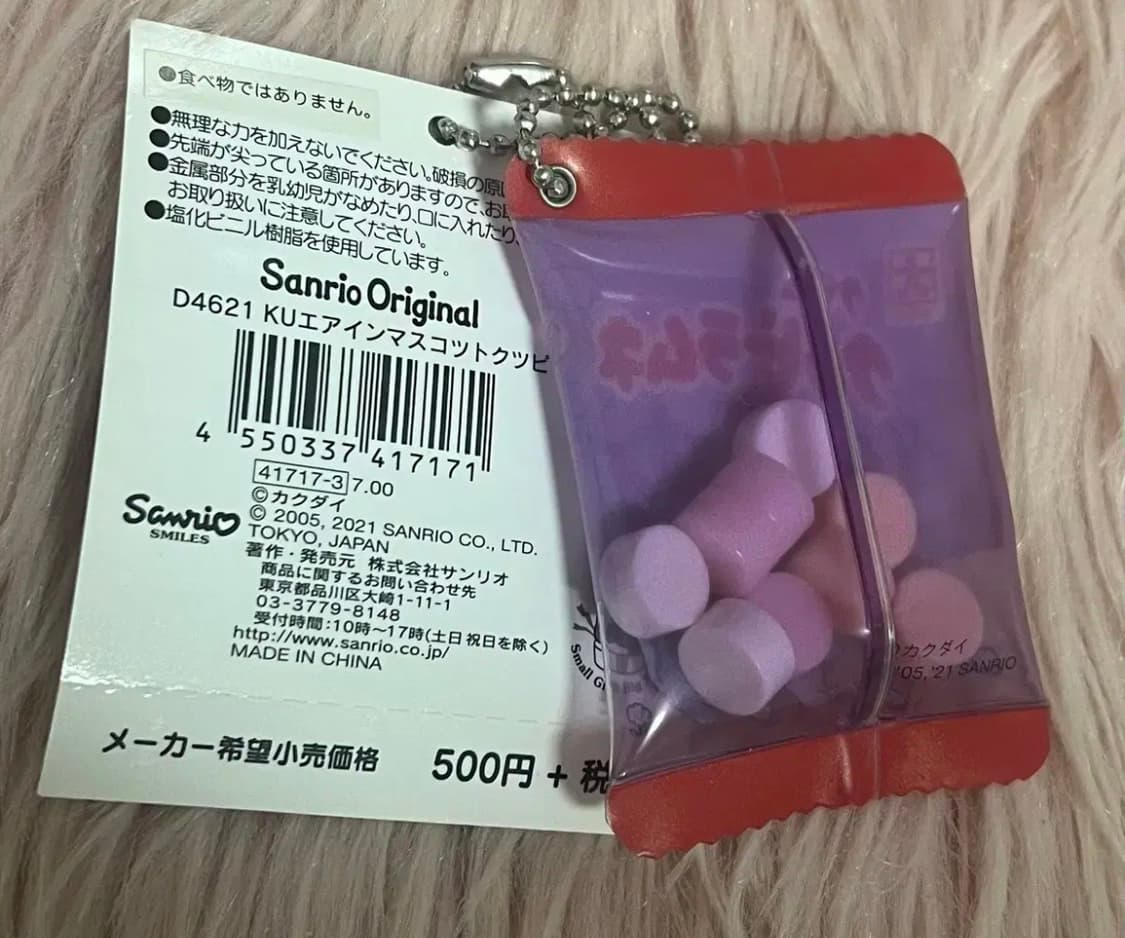 ●食べ物ではありません。
●無理な力を加えないでください。破損の原
●先端が尖っている箇所がありますので、お取
●金属部分を乳幼児がなめたり、口に入れたり、
お取り扱いに注意してください。
●塩化ビニル樹脂を使用しています。
Sanrio Original
D4621 KUエアインマスコットクツピ
4 550337 417171
41717-3 7.00
©カクダイ
© 2005, 2021 SANRIO CO., LTD.
TOKYO, JAPAN
Sanrio
SMILES
著作・発売元 株式会社サンリオ
商品に関するお問い合わせ先
東京都品川区大崎1-11-1
03-3779-8148
受付時間：10時～17時(土日祝日を除く)
http://www.sanrio.co.jp/
MADE IN CHINA
メーカー希望小売価格 500円 + 税
ラムネ
Small Gi
カクダイ
'05,'21 SANRIO